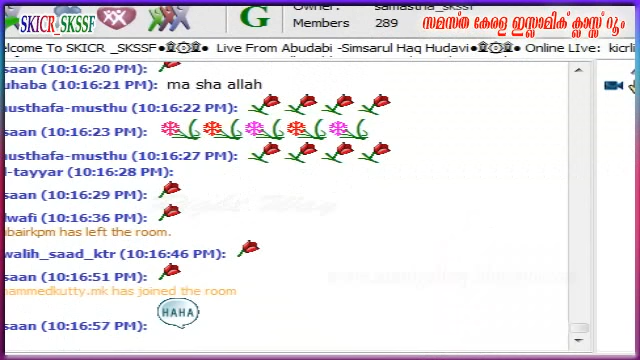 SKICR_SKSSF
G
Owner: samastha_skssf
Members 289
സമസ്ത കേരള ഇസ്ലാമിക് ക്ലാസ്സ് റൂം
elcome To SKICR _SKSSF Live From Abudabi -Simsarul Haq Hudavi Online LIve: kicrli
saan (10:16:20 PM):
uhaba (10:16:21 PM): ma sha allah
usthafa-musthu (10:16:22 PM):
saan (10:16:23 PM):
usthafa-musthu (10:16:27 PM):
l-tayyar (10:16:28 PM):
saan (10:16:29 PM):
lwafi (10:16:36 PM):
bairkpm has left the room.
walih_saad_ktr (10:16:46 PM):
saan (10:16:51 PM):
ammedkutty.mk has joined the room
HAHA
saan (10:16:57 PM):